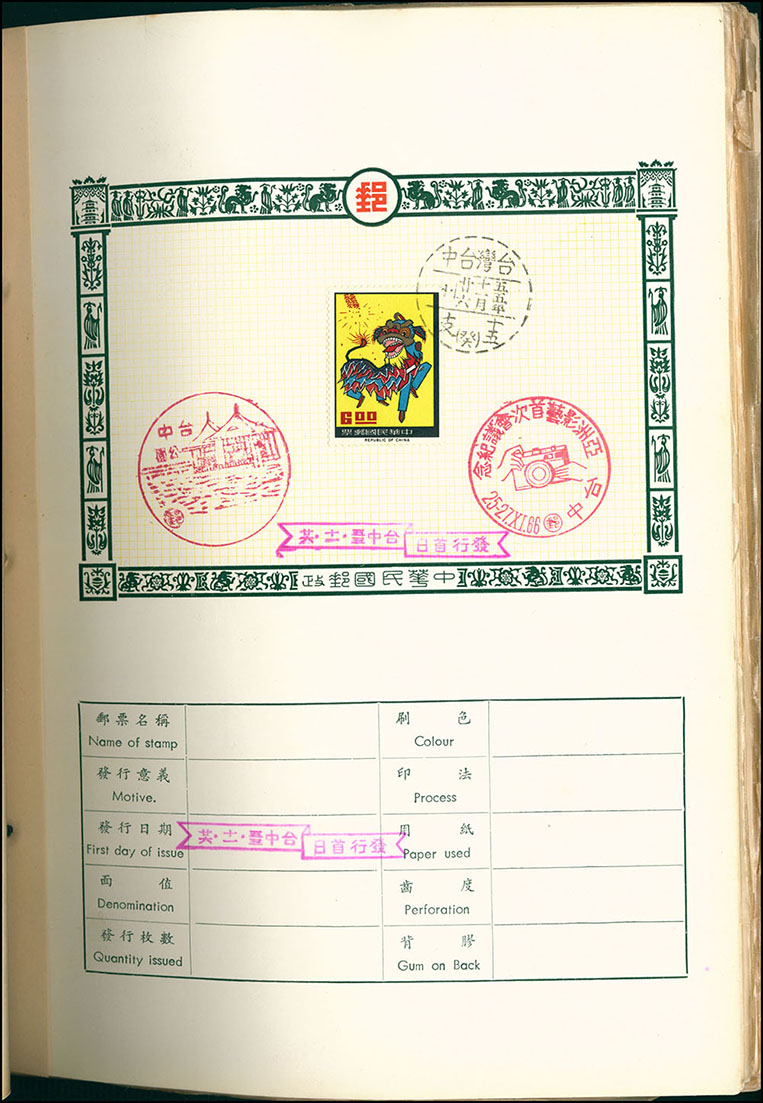 郵
台灣台中
五五年
十一月
廿六
6.00
中華民國郵票
REPUBLIC OF CHINA
台中
公園
亞洲影藝首次會議紀念
台中
25-27.XI.66
發行首日
台中五五·十一·廿六
中華民國郵政
郵票名稱
Name of stamp
刷色
Colour
發行意義
Motive.
印法
Process
發行日期
First day of issue
發行首日
台中五五·十一·廿六
用紙
Paper used
面值
Denomination
齒度
Perforation
發行枚數
Quantity issued
背膠
Gum on Back